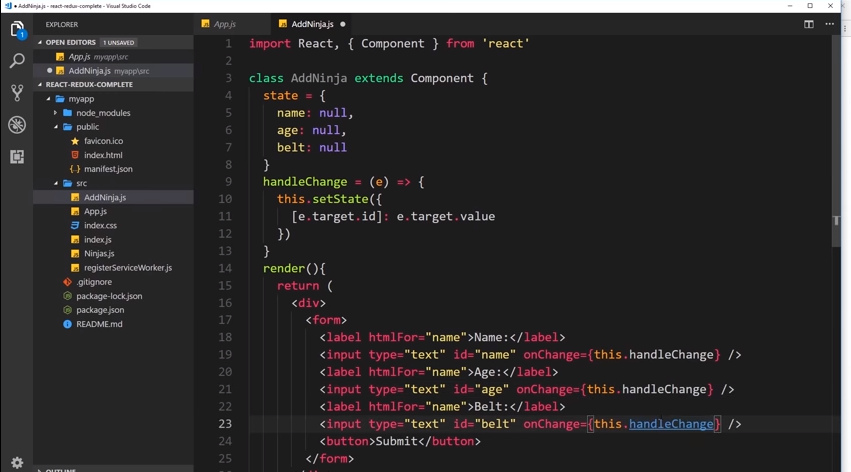 ● AddNinja.js - react-redux-complete - Visual Studio Code
EXPLORER
OPEN EDITORS 1 UNSAVED
App.js myapp\src
● AddNinja.js myapp\src
REACT-REDUX-COMPLETE
myapp
node_modules
public
favicon.ico
index.html
{ } manifest.json
src
AddNinja.js
App.js
index.css
index.js
Ninjas.js
registerServiceWorker.js
.gitignore
package-lock.json
package.json
README.md
OUTLINE
1
App.js
AddNinja.js ●
1 import React, { Component } from 'react'
2
3 class AddNinja extends Component {
4 state = {
5 name: null,
6 age: null,
7 belt: null
8 }
9 handleChange = (e) => {
10 this.setState({
11 [e.target.id]: e.target.value
12 })
13 }
14 render(){
15 return (
16 <div>
17 <form>
18 <label htmlFor="name">Name:</label>
19 <input type="text" id="name" onChange={this.handleChange} />
20 <label htmlFor="name">Age:</label>
21 <input type="text" id="age" onChange={this.handleChange} />
22 <label htmlFor="name">Belt:</label>
23 <input type="text" id="belt" onChange={this.handleChange} />
24 <button>Submit</button>
25 </form>